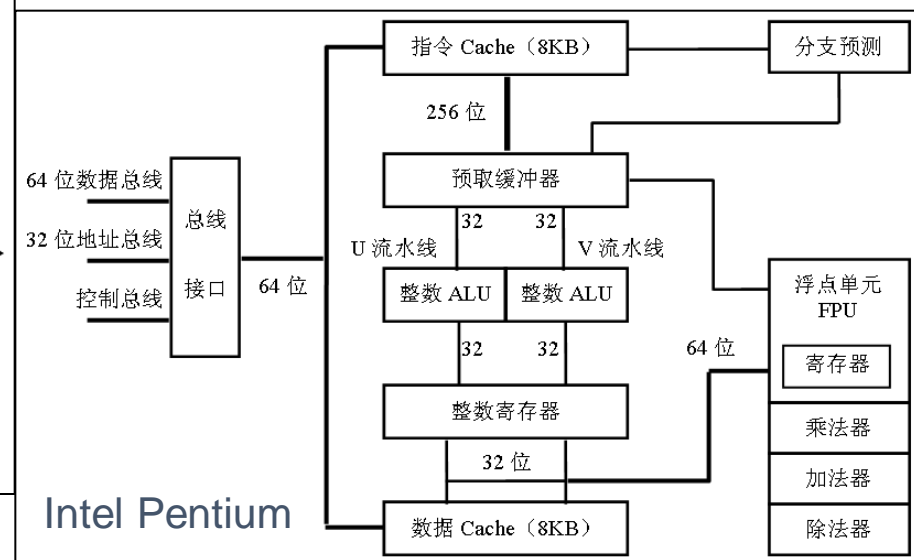 指令 Cache（8KB）
分支预测
256 位
64 位数据总线
32 位地址总线
控制总线
总线
接口
64 位
预取缓冲器
32
32
U 流水线
V 流水线
整数 ALU
整数 ALU
32
32
64 位
浮点单元
FPU
寄存器
整数寄存器
乘法器
32 位
加法器
数据 Cache（8KB）
除法器
Intel Pentium